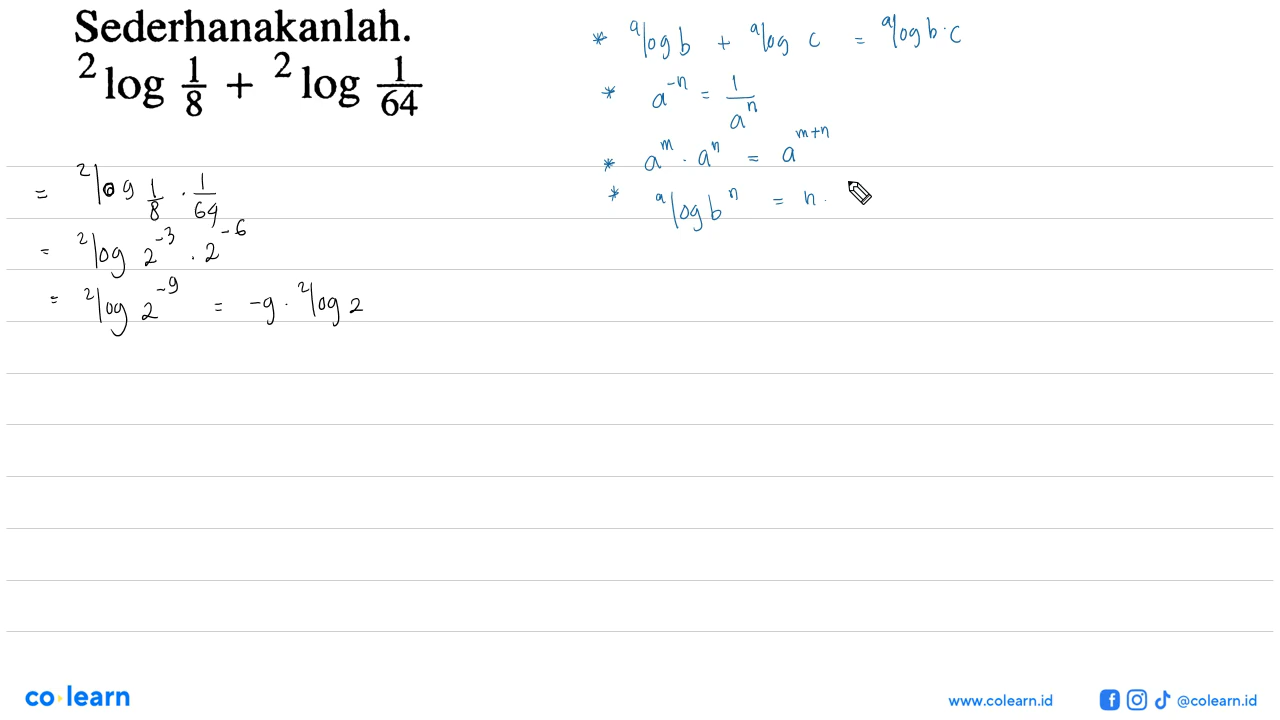 Sederhanakanlah.
²log 1/8 + ²log 1/64
= ²log 1/8 · 1/64
= ²log 2⁻³ · 2⁻⁶
= ²log 2⁻⁹ = -9 · ²log 2
* ᵃlog b + ᵃlog c = ᵃlog b · c
* a⁻ⁿ = 1/aⁿ
* aᵐ · aⁿ = aᵐ⁺ⁿ
* ᵃlog bⁿ = n ·
co learn
www.colearn.id @colearn.id